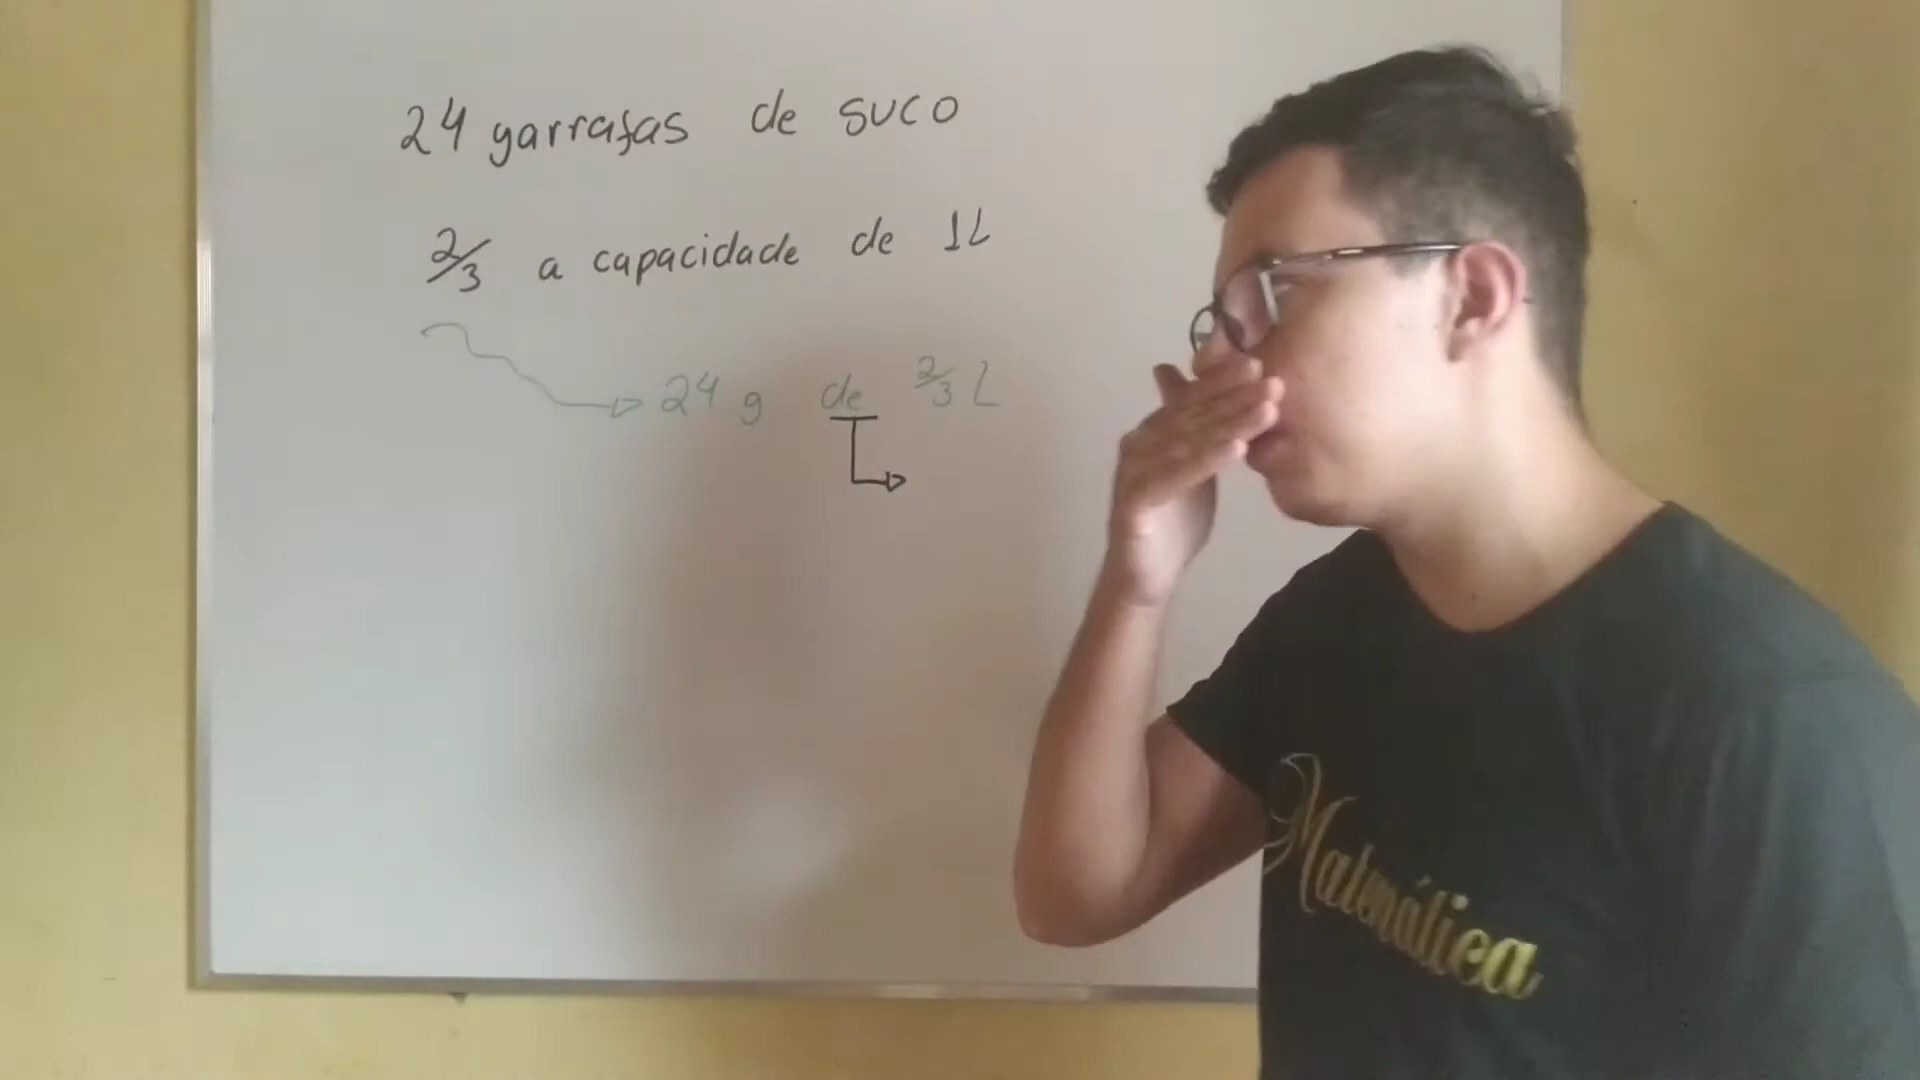 24 garrafas de suco
2/3 a capacidade de 1L
24 g de 2/3 L
Matemática